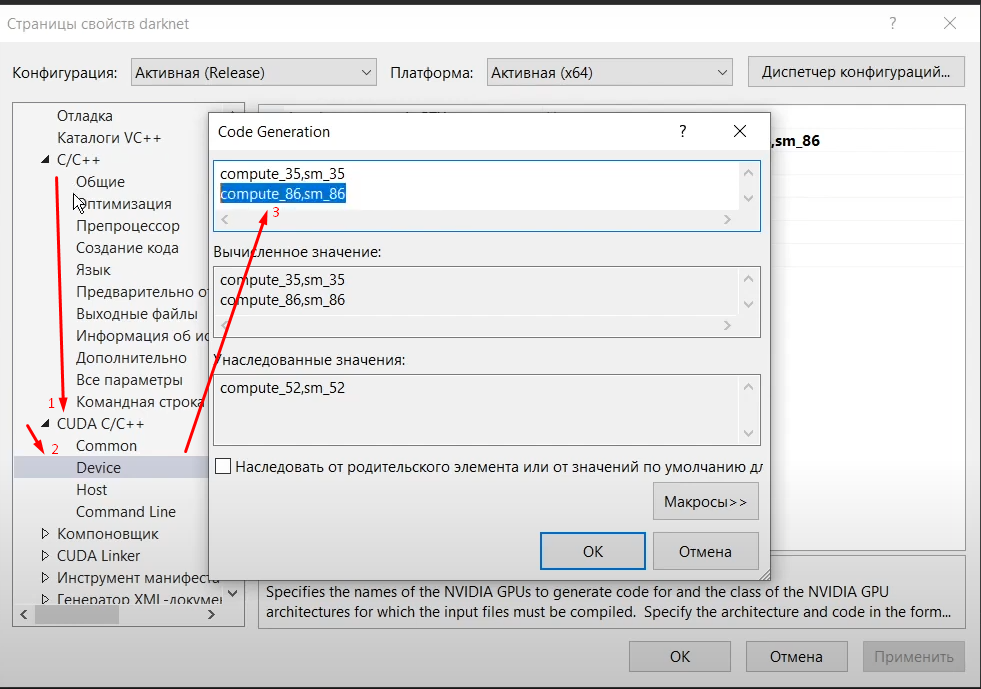 Страницы свойств darknet
?
Конфигурация: Активная (Release) Платформа: Активная (x64) Диспетчер конфигураций...
Отладка
Каталоги VC++
C/C++
Общие
Оптимизация
Препроцессор
Создание кода
Язык
Предварительно от
Выходные файлы
Информация об ис
Дополнительно
Все параметры
Командная строка
1
CUDA C/C++
2
Common
Device
Host
Command Line
Компоновщик
CUDA Linker
Инструмент манифеста
Генератор XML-докумен
Code Generation
?
compute_35,sm_35
compute_86,sm_86
3
Вычисленное значение:
compute_35,sm_35
compute_86,sm_86
Унаследованные значения:
compute_52,sm_52
Наследовать от родительского элемента или от значений по умолчанию дл
Макросы>>
OK Отмена
,sm_86
Specifies the names of the NVIDIA GPUs to generate code for and the class of the NVIDIA GPU
architectures for which the input files must be compiled. Specify the architecture and code in the form...
OK Отмена Применить